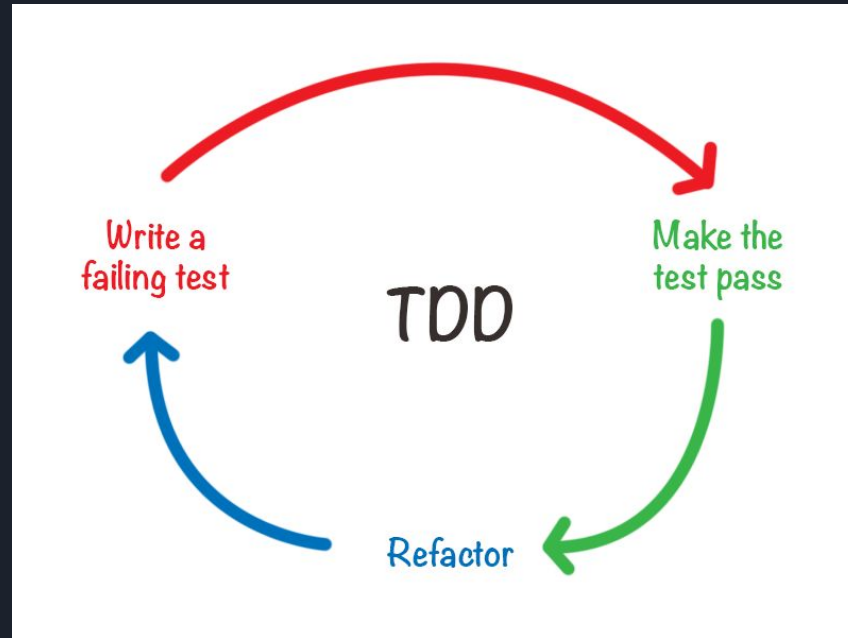 Write a
failing test
Make the
test pass
TDD
Refactor